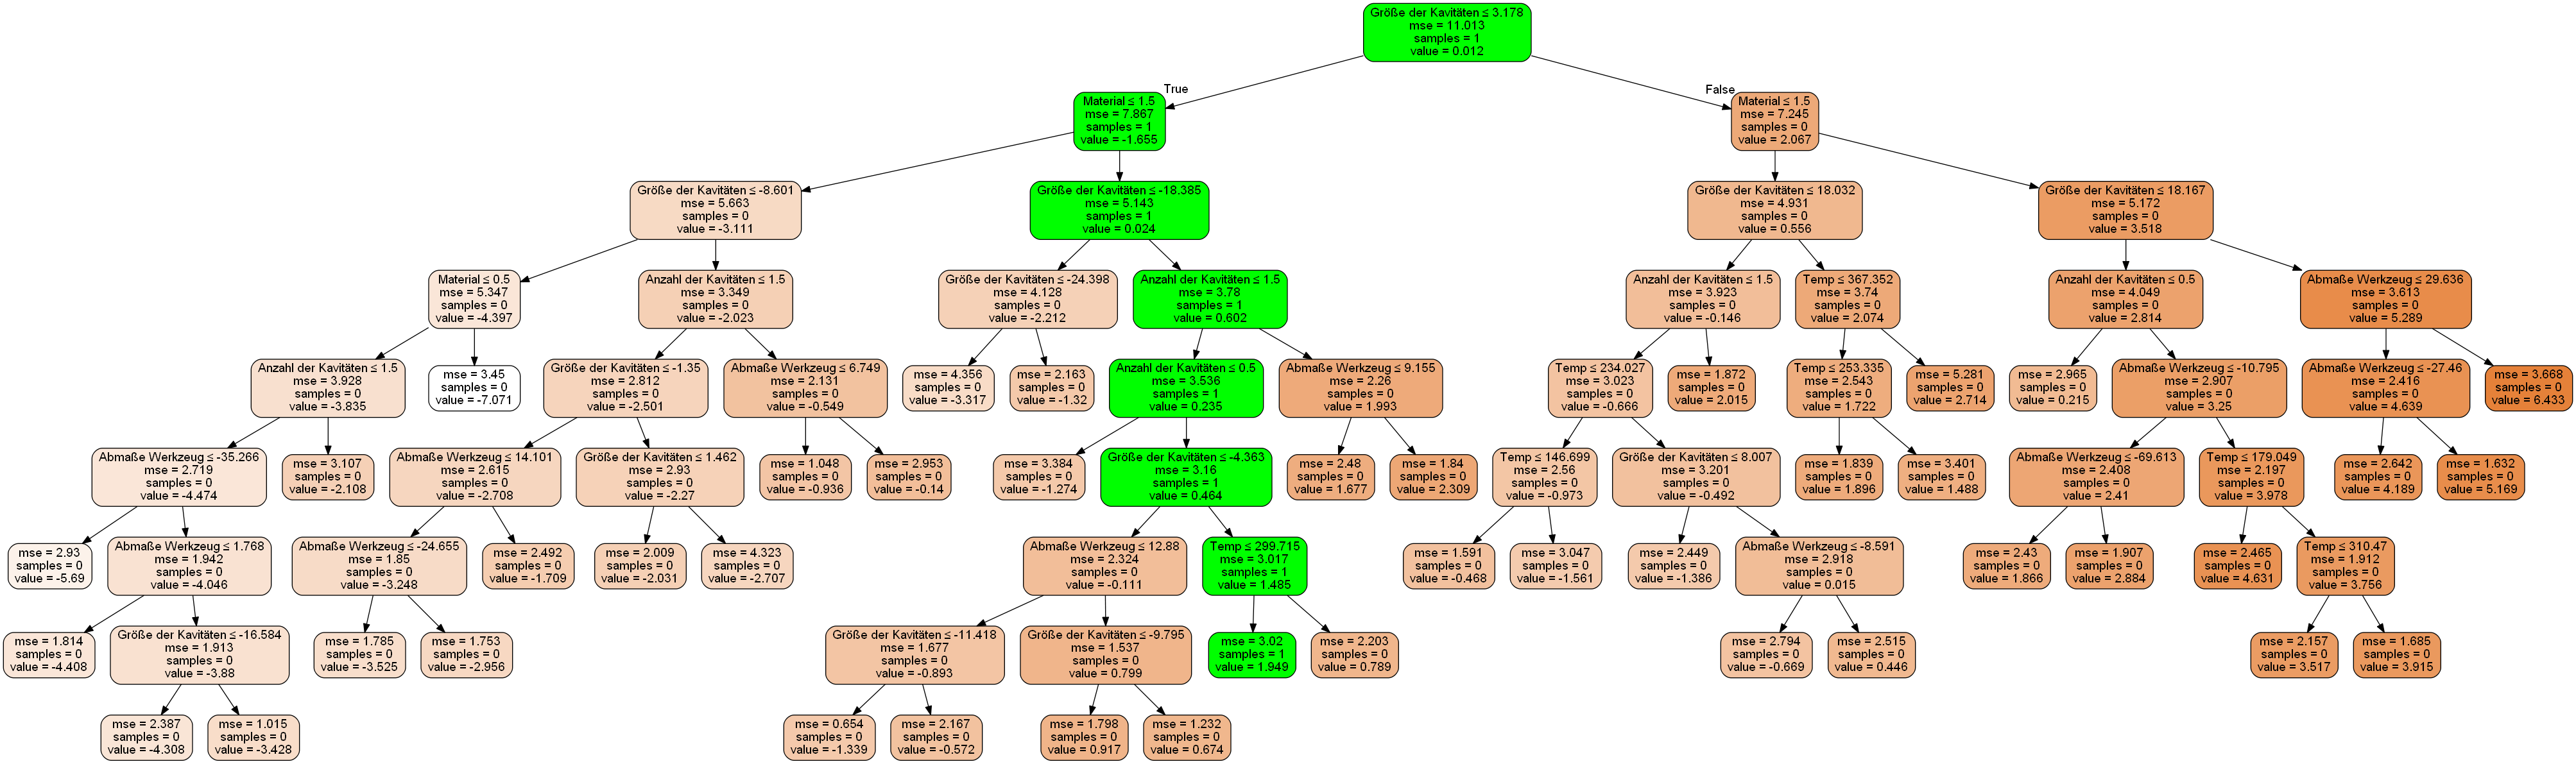 Größe der Kavitäten ≤ 3.178
mse = 11.013
samples = 1
value = 0.012
True
False
Material ≤ 1.5
mse = 7.867
samples = 1
value = -1.655
Material ≤ 1.5
mse = 7.245
samples = 0
value = 2.067
Größe der Kavitäten ≤ -8.601
mse = 5.663
samples = 0
value = -3.111
Größe der Kavitäten ≤ -18.385
mse = 5.143
samples = 1
value = 0.024
Größe der Kavitäten ≤ 18.032
mse = 4.931
samples = 0
value = 0.556
Größe der Kavitäten ≤ 18.167
mse = 5.172
samples = 0
value = 3.518
Material ≤ 0.5
mse = 5.347
samples = 0
value = -4.397
Anzahl der Kavitäten ≤ 1.5
mse = 3.349
samples = 0
value = -2.023
Größe der Kavitäten ≤ -24.398
mse = 4.128
samples = 0
value = -2.212
Anzahl der Kavitäten ≤ 1.5
mse = 3.78
samples = 1
value = 0.602
Anzahl der Kavitäten ≤ 1.5
mse = 3.923
samples = 0
value = -0.146
Temp ≤ 367.352
mse = 3.74
samples = 0
value = 2.074
Anzahl der Kavitäten ≤ 0.5
mse = 4.049
samples = 0
value = 2.814
Abmaße Werkzeug ≤ 29.636
mse = 3.613
samples = 0
value = 5.289
Anzahl der Kavitäten ≤ 1.5
mse = 3.928
samples = 0
value = -3.835
mse = 3.45
samples = 0
value = -7.071
Größe der Kavitäten ≤ -1.35
mse = 2.812
samples = 0
value = -2.501
Abmaße Werkzeug ≤ 6.749
mse = 2.131
samples = 0
value = -0.549
mse = 4.356
samples = 0
value = -3.317
mse = 2.163
samples = 0
value = -1.32
Anzahl der Kavitäten ≤ 0.5
mse = 3.536
samples = 1
value = 0.235
Abmaße Werkzeug ≤ 9.155
mse = 2.26
samples = 0
value = 1.993
Temp ≤ 234.027
mse = 3.023
samples = 0
value = -0.666
mse = 1.872
samples = 0
value = 2.015
Temp ≤ 253.335
mse = 2.543
samples = 0
value = 1.722
mse = 5.281
samples = 0
value = 2.714
mse = 2.965
samples = 0
value = 0.215
Abmaße Werkzeug ≤ -10.795
mse = 2.907
samples = 0
value = 3.25
Abmaße Werkzeug ≤ -27.46
mse = 2.416
samples = 0
value = 4.639
mse = 3.668
samples = 0
value = 6.433
Abmaße Werkzeug ≤ -35.266
mse = 2.719
samples = 0
value = -4.474
mse = 3.107
samples = 0
value = -2.108
Abmaße Werkzeug ≤ 14.101
mse = 2.615
samples = 0
value = -2.708
Größe der Kavitäten ≤ 1.462
mse = 2.93
samples = 0
value = -2.27
mse = 1.048
samples = 0
value = -0.936
mse = 2.953
samples = 0
value = -0.14
mse = 3.384
samples = 0
value = -1.274
Größe der Kavitäten ≤ -4.363
mse = 3.16
samples = 1
value = 0.464
mse = 2.48
samples = 0
value = 1.677
mse = 1.84
samples = 0
value = 2.309
Temp ≤ 146.699
mse = 2.56
samples = 0
value = -0.973
Größe der Kavitäten ≤ 8.007
mse = 3.201
samples = 0
value = -0.492
mse = 1.839
samples = 0
value = 1.896
mse = 3.401
samples = 0
value = 1.488
Abmaße Werkzeug ≤ -69.613
mse = 2.408
samples = 0
value = 2.41
Temp ≤ 179.049
mse = 2.197
samples = 0
value = 3.978
mse = 2.642
samples = 0
value = 4.189
mse = 1.632
samples = 0
value = 5.169
mse = 2.93
samples = 0
value = -5.69
Abmaße Werkzeug ≤ 1.768
mse = 1.942
samples = 0
value = -4.046
Abmaße Werkzeug ≤ -24.655
mse = 1.85
samples = 0
value = -3.248
mse = 2.492
samples = 0
value = -1.709
mse = 2.009
samples = 0
value = -2.031
mse = 4.323
samples = 0
value = -2.707
Abmaße Werkzeug ≤ 12.88
mse = 2.324
samples = 0
value = -0.111
Temp ≤ 299.715
mse = 3.017
samples = 1
value = 1.485
mse = 1.591
samples = 0
value = -0.468
mse = 3.047
samples = 0
value = -1.561
mse = 2.449
samples = 0
value = -1.386
Abmaße Werkzeug ≤ -8.591
mse = 2.918
samples = 0
value = 0.015
mse = 2.43
samples = 0
value = 1.866
mse = 1.907
samples = 0
value = 2.884
mse = 2.465
samples = 0
value = 4.631
Temp ≤ 310.47
mse = 1.912
samples = 0
value = 3.756
mse = 1.814
samples = 0
value = -4.408
Größe der Kavitäten ≤ -16.584
mse = 1.913
samples = 0
value = -3.88
mse = 1.785
samples = 0
value = -3.525
mse = 1.753
samples = 0
value = -2.956
Größe der Kavitäten ≤ -11.418
mse = 1.677
samples = 0
value = -0.893
Größe der Kavitäten ≤ -9.795
mse = 1.537
samples = 0
value = 0.799
mse = 3.02
samples = 1
value = 1.949
mse = 2.203
samples = 0
value = 0.789
mse = 2.794
samples = 0
value = -0.669
mse = 2.515
samples = 0
value = 0.446
mse = 2.157
samples = 0
value = 3.517
mse = 1.685
samples = 0
value = 3.915
mse = 2.387
samples = 0
value = -4.308
mse = 1.015
samples = 0
value = -3.428
mse = 0.654
samples = 0
value = -1.339
mse = 2.167
samples = 0
value = -0.572
mse = 1.798
samples = 0
value = 0.917
mse = 1.232
samples = 0
value = 0.674